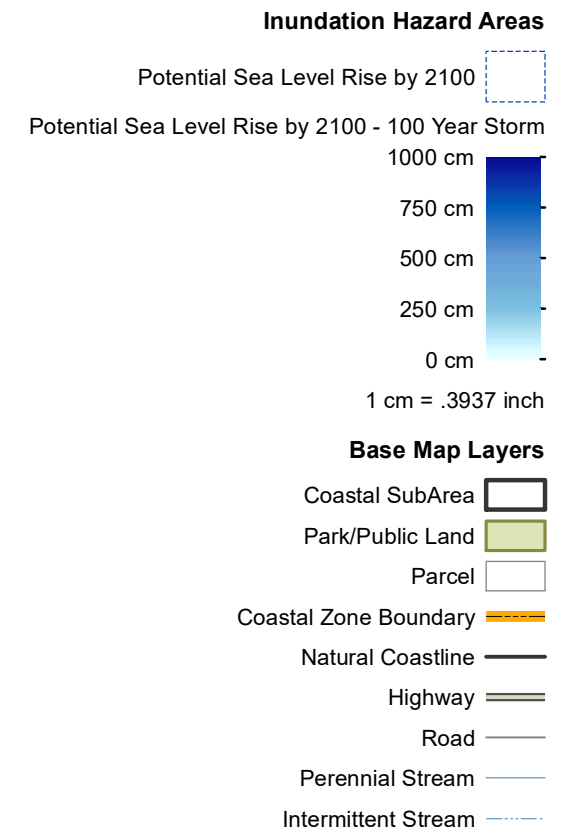 Inundation Hazard Areas
Potential Sea Level Rise by 2100
Potential Sea Level Rise by 2100 - 100 Year Storm
1000 cm
750 cm
500 cm
250 cm
0 cm
1 cm = .3937 inch
Base Map Layers
Coastal SubArea
Park/Public Land
Parcel
Coastal Zone Boundary
Natural Coastline
Highway
Road
Perennial Stream
Intermittent Stream